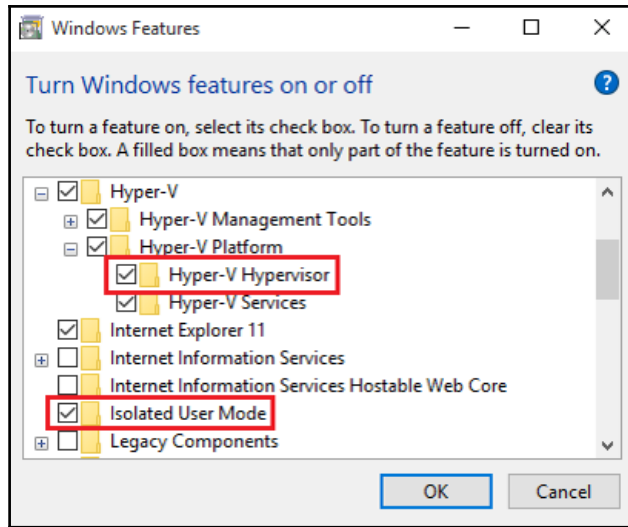 Windows Features
Turn Windows features on or off
To turn a feature on, select its check box. To turn a feature off, clear its
check box. A filled box means that only part of the feature is turned on.
Hyper-V
Hyper-V Management Tools
Hyper-V Platform
Hyper-V Hypervisor
Hyper-V Services
Internet Explorer 11
Internet Information Services
Internet Information Services Hostable Web Core
Isolated User Mode
Legacy Components
OK Cancel